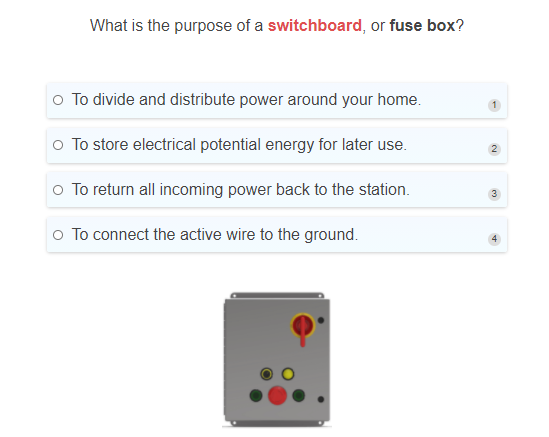 What is the purpose of a switchboard, or fuse box?
To divide and distribute power around your home. 1
To store electrical potential energy for later use. 2
To return all incoming power back to the station. 3
To connect the active wire to the ground. 4